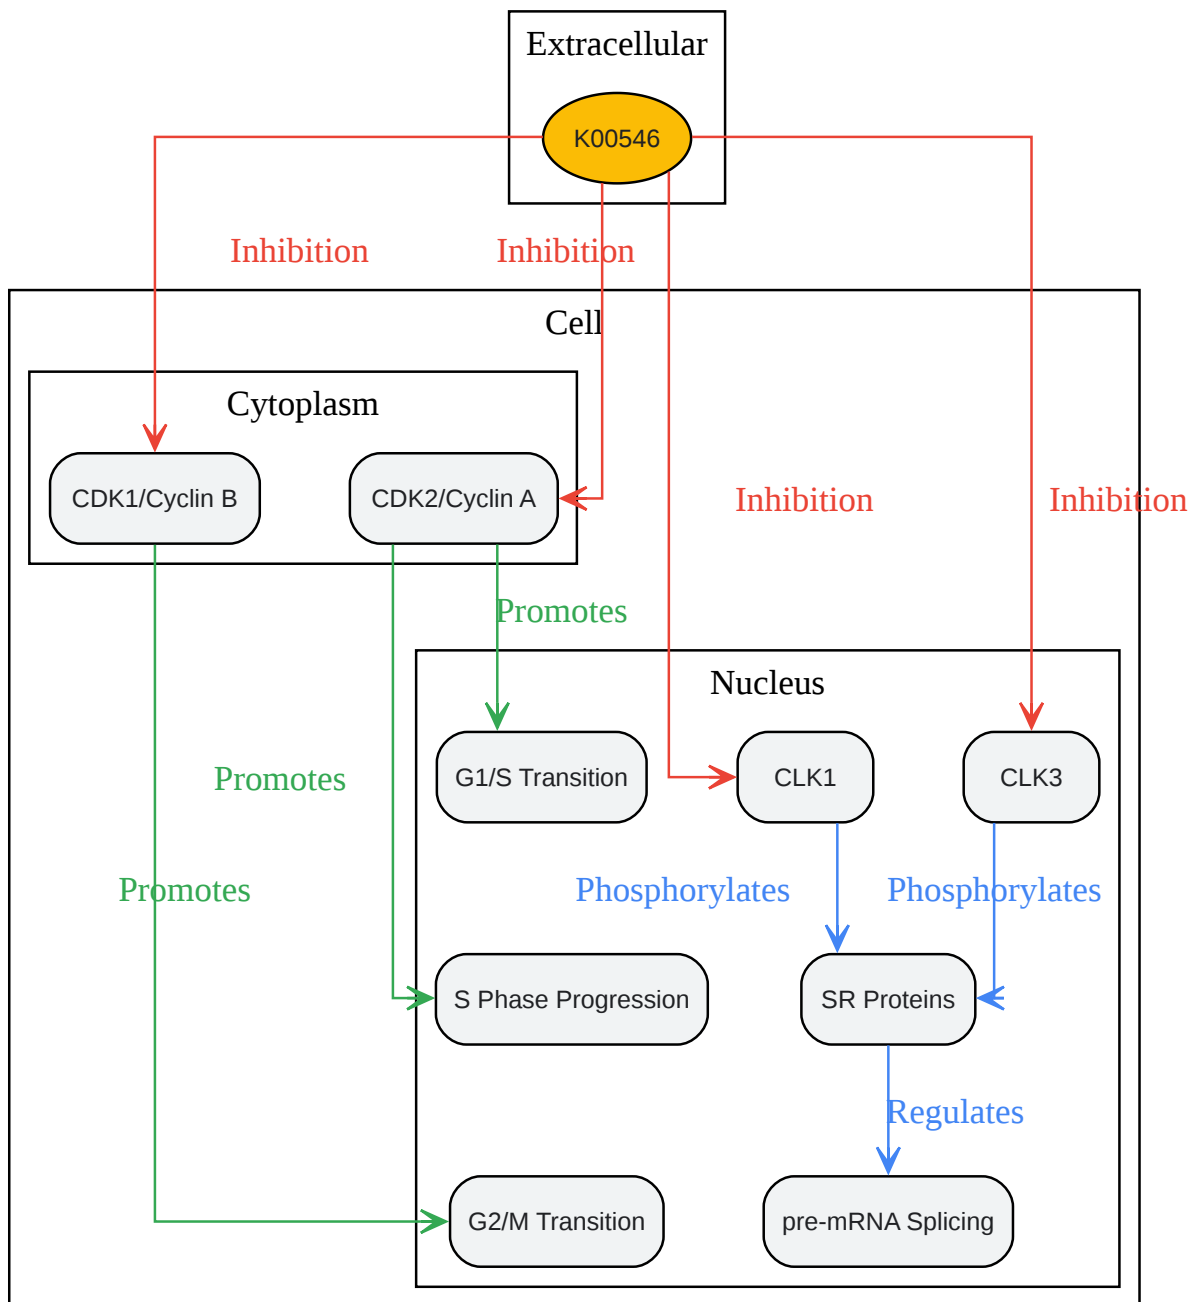 Extracellular
K00546
Inhibition
Inhibition
Cell
Cytoplasm
CDK1/Cyclin B
CDK2/Cyclin A
Inhibition
Inhibition
Promotes
Nucleus
Promotes
G1/S Transition
CLK1
CLK3
Promotes
Phosphorylates
Phosphorylates
S Phase Progression
SR Proteins
Regulates
G2/M Transition
pre-mRNA Splicing